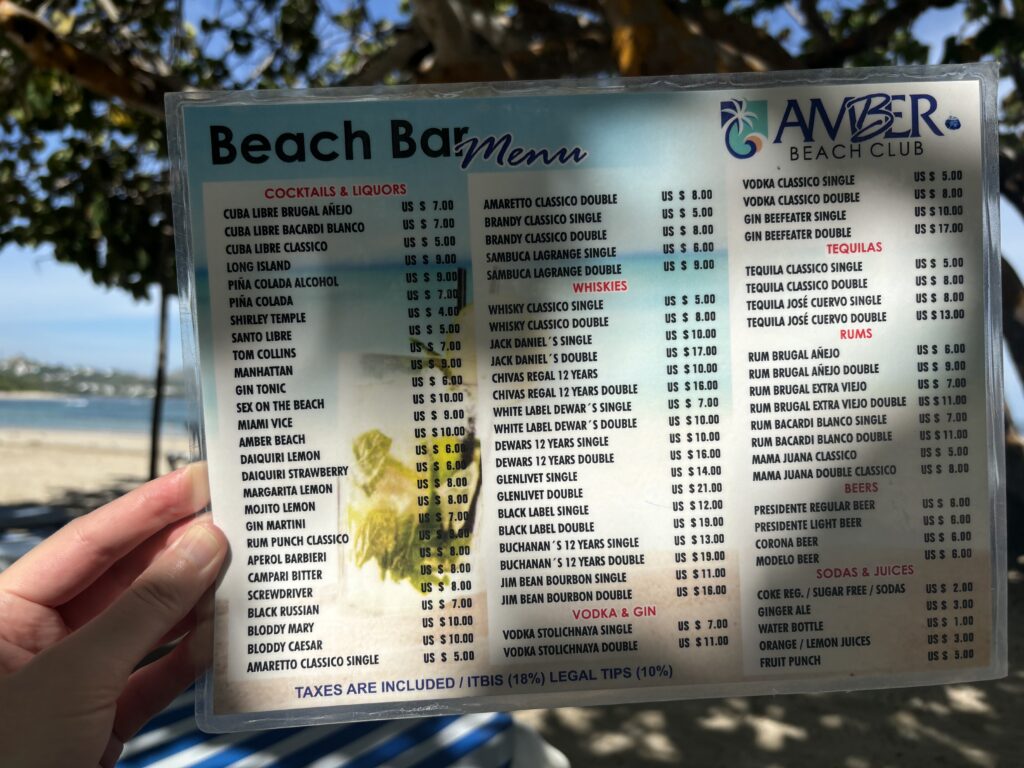 Beach Bar Menu
AMBER
BEACH CLUB
COCKTAILS & LIQUORS
CUBA LIBRE BRUGAL AÑEJO US $ 7.00
CUBA LIBRE BACARDI BLANCO US $ 7.00
CUBA LIBRE CLASSICO US $ 5.00
LONG ISLAND US $ 9.00
PIÑA COLADA ALCOHOL US $ 9.00
PIÑA COLADA US $ 7.00
SHIRLEY TEMPLE US $ 4.00
SANTO LIBRE US $ 5.00
TOM COLLINS US $ 7.00
MANHATTAN US $ 9.00
GIN TONIC US $ 6.00
SEX ON THE BEACH US $ 10.00
MIAMI VICE US $ 9.00
AMBER BEACH US $ 10.00
DAIQUIRI LEMON US $ 6.00
DAIQUIRI STRAWBERRY US $ 6.00
MARGARITA LEMON US $ 8.00
MOJITO LEMON US $ 8.00
GIN MARTINI US $ 7.00
RUM PUNCH CLASSICO US $
APEROL BARBIERI US $ 8.00
CAMPARI BITTER US $ 8.00
SCREWDRIVER US $ 8.00
BLACK RUSSIAN US $ 7.00
BLODDY MARY US $ 10.00
BLODDY CAESAR US $ 10.00
AMARETTO CLASSICO SINGLE US $ 5.00
AMARETTO CLASSICO DOUBLE US $ 8.00
BRANDY CLASSICO SINGLE US $ 5.00
BRANDY CLASSICO DOUBLE US $ 8.00
SAMBUCA LAGRANGE SINGLE US $ 6.00
SAMBUCA LAGRANGE DOUBLE US $ 9.00
WHISKIES
WHISKY CLASSICO SINGLE US $ 5.00
WHISKY CLASSICO DOUBLE US $ 8.00
JACK DANIEL´S SINGLE US $ 10.00
JACK DANIEL´S DOUBLE US $ 17.00
CHIVAS REGAL 12 YEARS US $ 10.00
CHIVAS REGAL 12 YEARS DOUBLE US $ 16.00
WHITE LABEL DEWAR´S SINGLE US $ 7.00
WHITE LABEL DEWAR´S DOUBLE US $ 10.00
DEWARS 12 YEARS SINGLE US $ 10.00
DEWARS 12 YEARS DOUBLE US $ 16.00
GLENLIVET SINGLE US $ 14.00
GLENLIVET DOUBLE US $ 21.00
BLACK LABEL SINGLE US $ 12.00
BLACK LABEL DOUBLE US $ 19.00
BUCHANAN´S 12 YEARS SINGLE US $ 13.00
BUCHANAN´S 12 YEARS DOUBLE US $ 19.00
JIM BEAN BOURBON SINGLE US $ 11.00
JIM BEAN BOURBON DOUBLE US $ 16.00
VODKA & GIN
VODKA STOLICHNAYA SINGLE US $ 7.00
VODKA STOLICHNAYA DOUBLE US $ 11.00
VODKA CLASSICO SINGLE US $ 5.00
VODKA CLASSICO DOUBLE US $ 8.00
GIN BEEFEATER SINGLE US $ 10.00
GIN BEEFEATER DOUBLE US $ 17.00
TEQUILAS
TEQUILA CLASSICO SINGLE US $ 5.00
TEQUILA CLASSICO DOUBLE US $ 8.00
TEQUILA JOSÉ CUERVO SINGLE US $ 8.00
TEQUILA JOSÉ CUERVO DOUBLE US $ 13.00
RUMS
RUM BRUGAL AÑEJO US $ 6.00
RUM BRUGAL AÑEJO DOUBLE US $ 9.00
RUM BRUGAL EXTRA VIEJO US $ 7.00
RUM BRUGAL EXTRA VIEJO DOUBLE US $ 11.00
RUM BACARDI BLANCO SINGLE US $ 7.00
RUM BACARDI BLANCO DOUBLE US $ 11.00
MAMA JUANA CLASSICO US $ 5.00
MAMA JUANA DOUBLE CLASSICO US $ 8.00
BEERS
PRESIDENTE REGULAR BEER US $ 6.00
PRESIDENTE LIGHT BEER US $ 6.00
CORONA BEER US $ 6.00
MODELO BEER US $ 6.00
SODAS & JUICES
COKE REG. / SUGAR FREE / SODAS US $ 2.00
GINGER ALE US $ 3.00
WATER BOTTLE US $ 1.00
ORANGE / LEMON JUICES US $ 3.00
FRUIT PUNCH US $ 5.00
TAXES ARE INCLUDED / ITBIS (18%) LEGAL TIPS (10%)